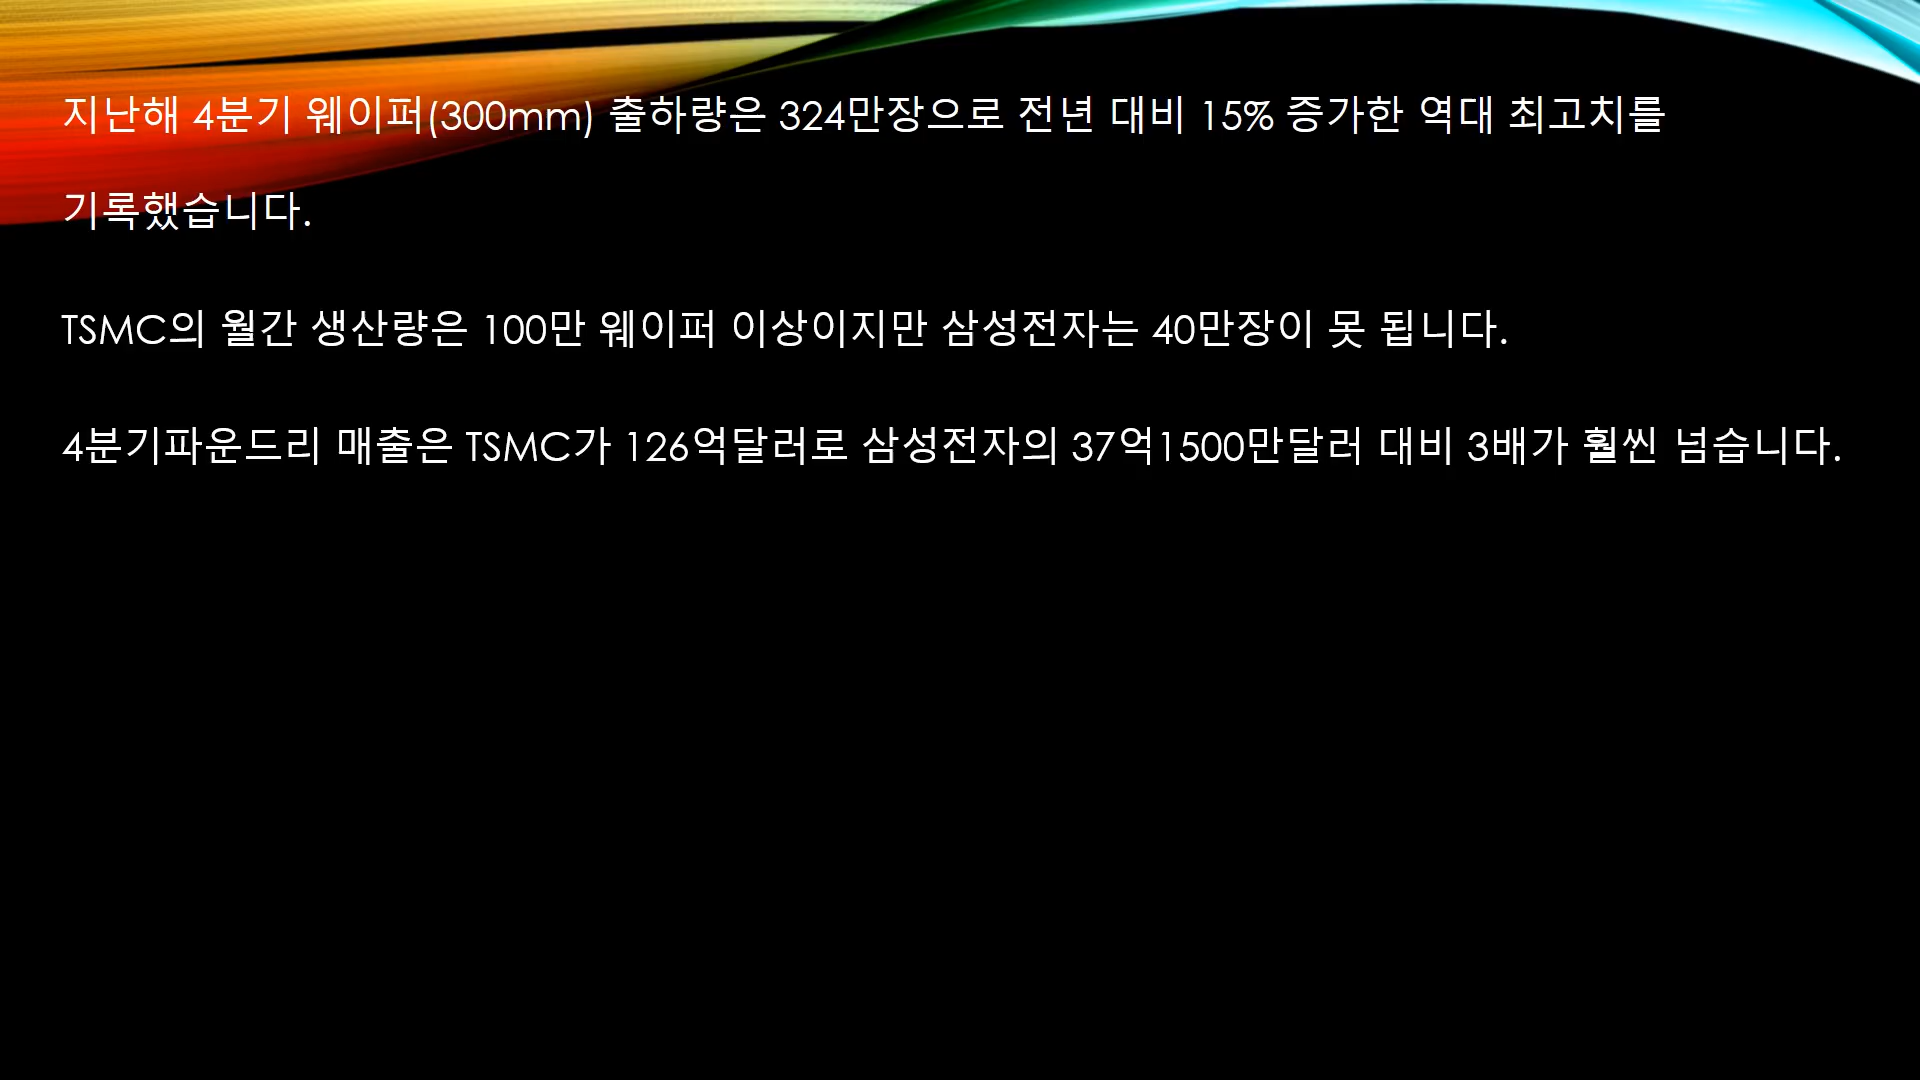 지난해 4분기 웨이퍼(300mm) 출하량은 324만장으로 전년 대비 15% 증가한 역대 최고치를
기록했습니다.
TSMC의 월간 생산량은 100만 웨이퍼 이상이지만 삼성전자는 40만장이 못 됩니다.
4분기파운드리 매출은 TSMC가 126억달러로 삼성전자의 37억1500만달러 대비 3배가 훨씬 넘습니다.